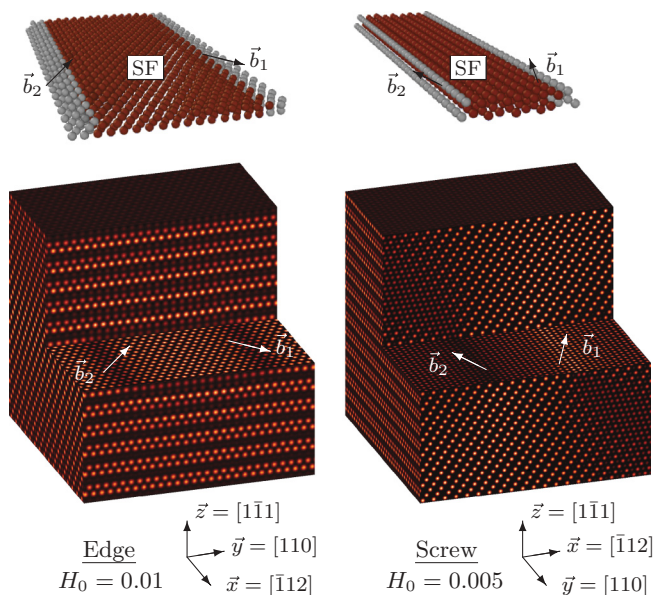 SF
b⃗₁
b⃗₂
SF
b⃗₁
b⃗₂
b⃗₂
b⃗₁
b⃗₂
b⃗₁
z⃗ = [11̄1]
y⃗ = [110]
x⃗ = [1̄12]
Edge
H₀ = 0.01
z⃗ = [11̄1]
x⃗ = [1̄12]
y⃗ = [110]
Screw
H₀ = 0.005